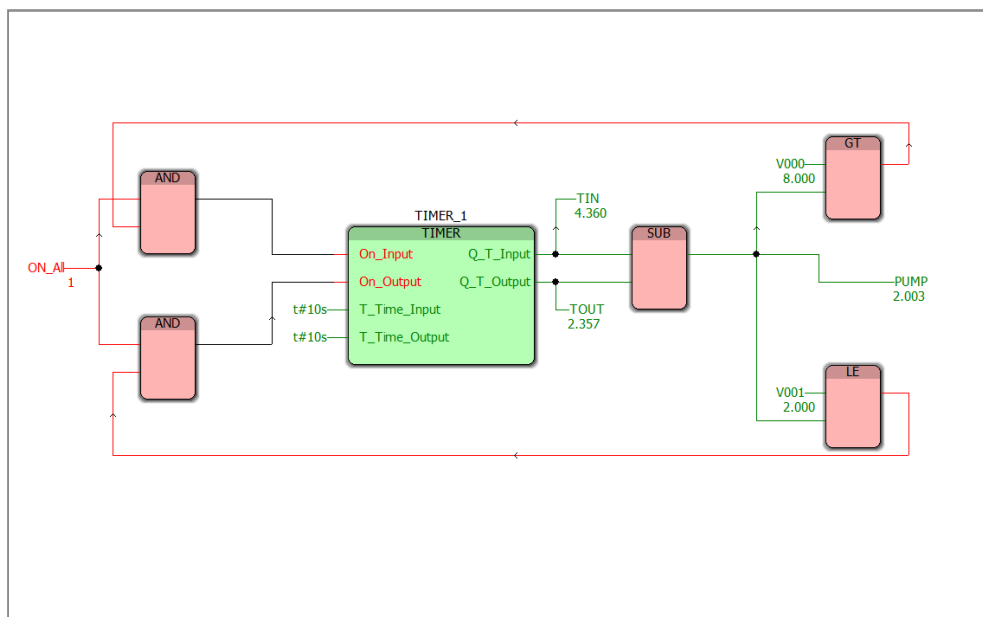 GT
V000
8.000
AND
TIN
4.360
TIMER_1
TIMER
SUB
On_Input
Q_T_Input
ON_All
1
On_Output
Q_T_Output
PUMP
2.003
t#10s
T_Time_Input
TOUT
2.357
AND
t#10s
T_Time_Output
LE
V001
2.000